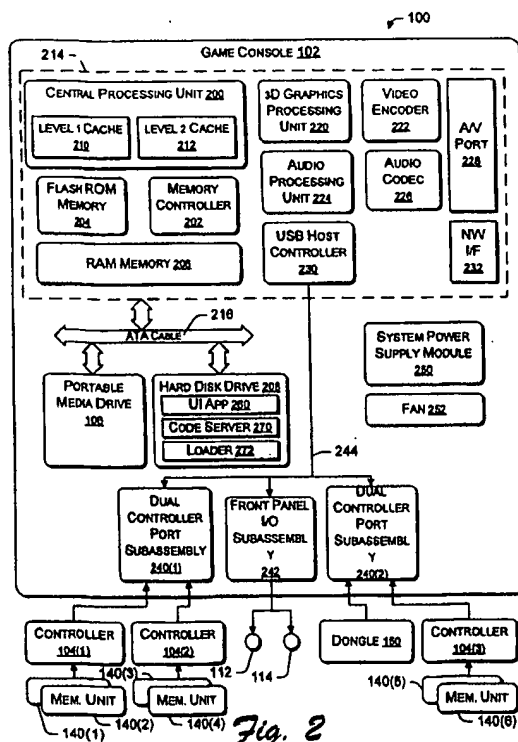 100
GAME CONSOLE 102
214
CENTRAL PROCESSING UNIT 200
LEVEL 1 CACHE
210
LEVEL 2 CACHE
212
3D GRAPHICS
PROCESSING
UNIT 220
VIDEO
ENCODER
222
A/V
PORT
228
FLASH ROM
MEMORY
204
MEMORY
CONTROLLER
202
AUDIO
PROCESSING
UNIT 224
AUDIO
CODEC
226
RAM MEMORY 206
USB HOST
CONTROLLER
230
NW
I/F
232
216
ATA CABLE
PORTABLE
MEDIA DRIVE
106
HARD DISK DRIVE 208
UI APP 260
CODE SERVER 270
LOADER 272
SYSTEM POWER
SUPPLY MODULE
250
FAN 252
244
DUAL
CONTROLLER
PORT
SUBASSEMBLY
240(1)
FRONT PANEL
I/O
SUBASSEMBL
Y
242
DUAL
CONTROLLER
PORT
SUBASSEMBL
Y
240(2)
CONTROLLER
104(1)
CONTROLLER
104(2)
112
114
DONGLE 150
CONTROLLER
104(3)
140(3)
MEM. UNIT
140(2)
140(1)
MEM. UNIT
140(4)
140(5)
MEM. UNIT
140(6)
Fig. 2